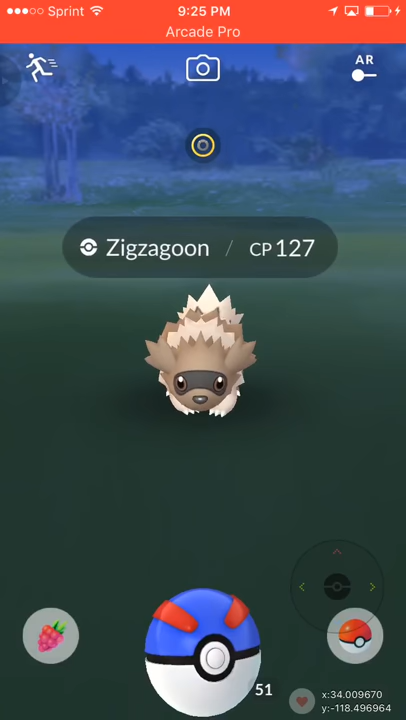 Sprint 9:25 PM
Arcade Pro
AR
Zigzagoon / CP 127
51
x:34.009670
y:-118.496964